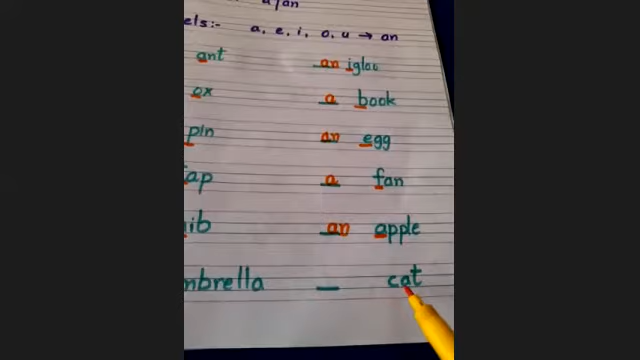 a/an
els:- a, e, i, o, u → an
ant an igloo
ox a book
pin an egg
ap a fan
ib an apple
mbrella _ cat